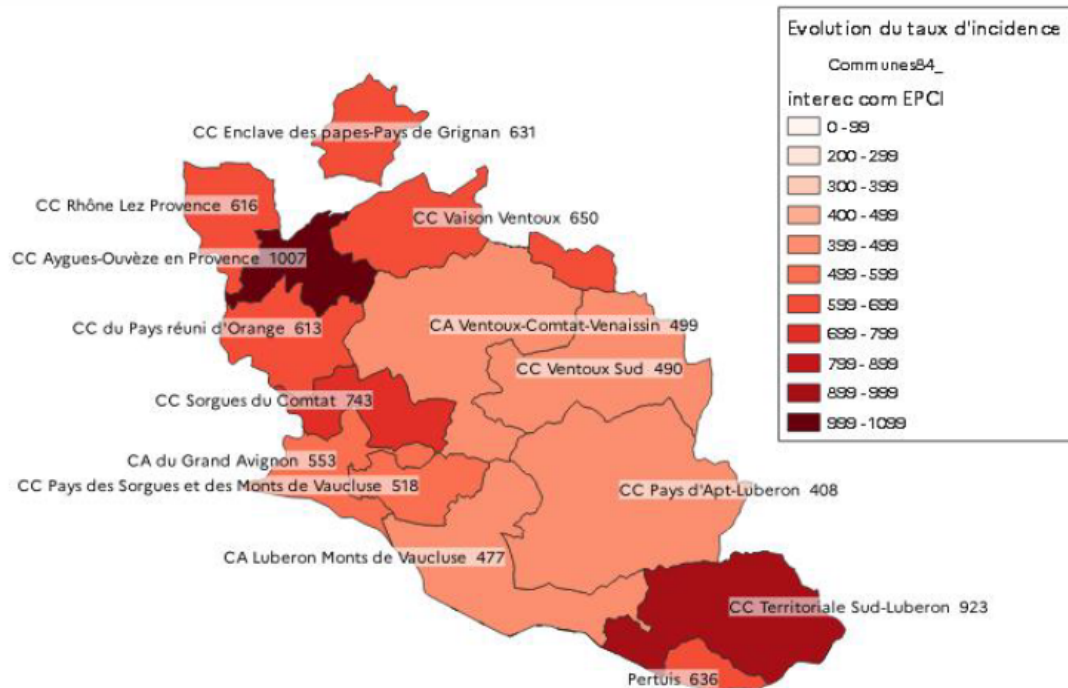 Evolution du taux d'incidence
Communes84_
interec com EPCI
0 - 99
200 - 299
300 - 399
400 - 499
399 - 499
499 - 599
599 - 699
699 - 799
799 - 899
899 - 999
999 - 1099
CC Enclave des papes-Pays de Grignan 631
CC Rhône Lez Provence 616
CC Vaison Ventoux 650
CC Aygues-Ouvèze en Provence 1007
CC du Pays réuni d'Orange 613
CA Ventoux-Comtat-Venaissin 499
CC Ventoux Sud 490
CC Sorgues du Comtat 743
CA du Grand Avignon 553
CC Pays des Sorgues et des Monts de Vaucluse 518
CC Pays d'Apt-Luberon 408
CA Luberon Monts de Vaucluse 477
CC Territoriale Sud-Luberon 923
Pertuis 636